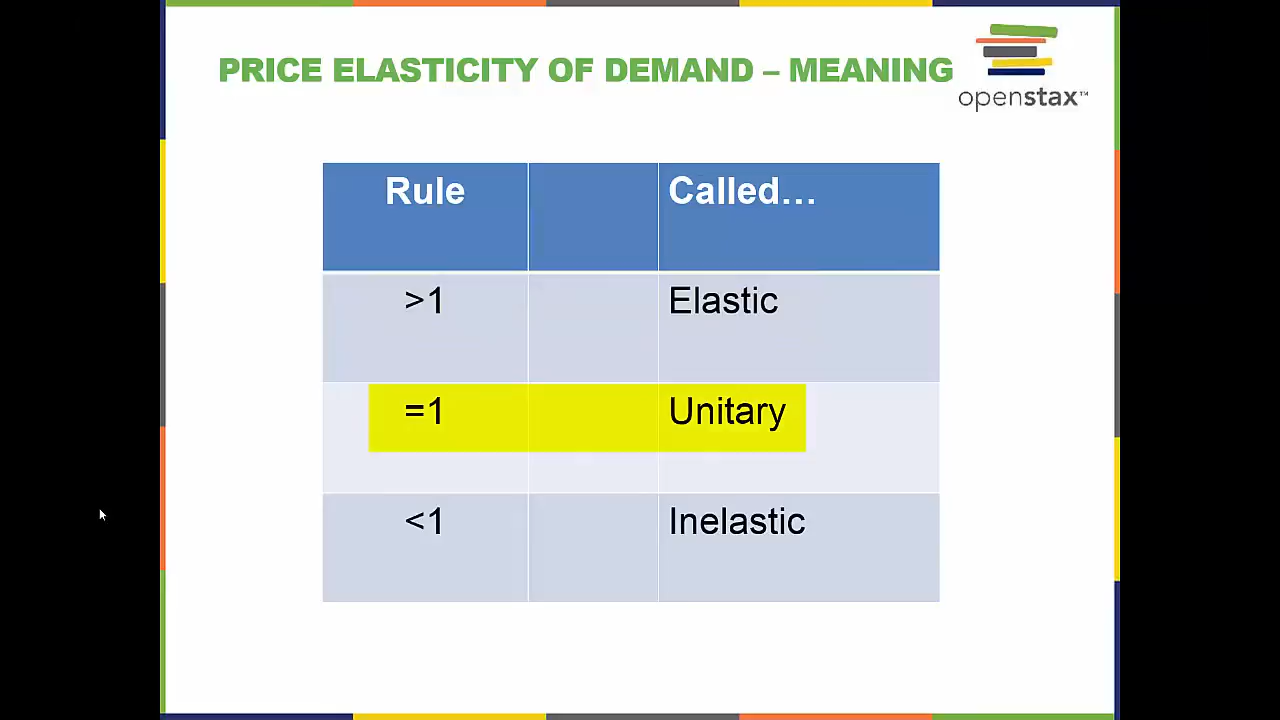 PRICE ELASTICITY OF DEMAND – MEANING
openstax™
Rule Called…
>1 Elastic
=1 Unitary
<1 Inelastic